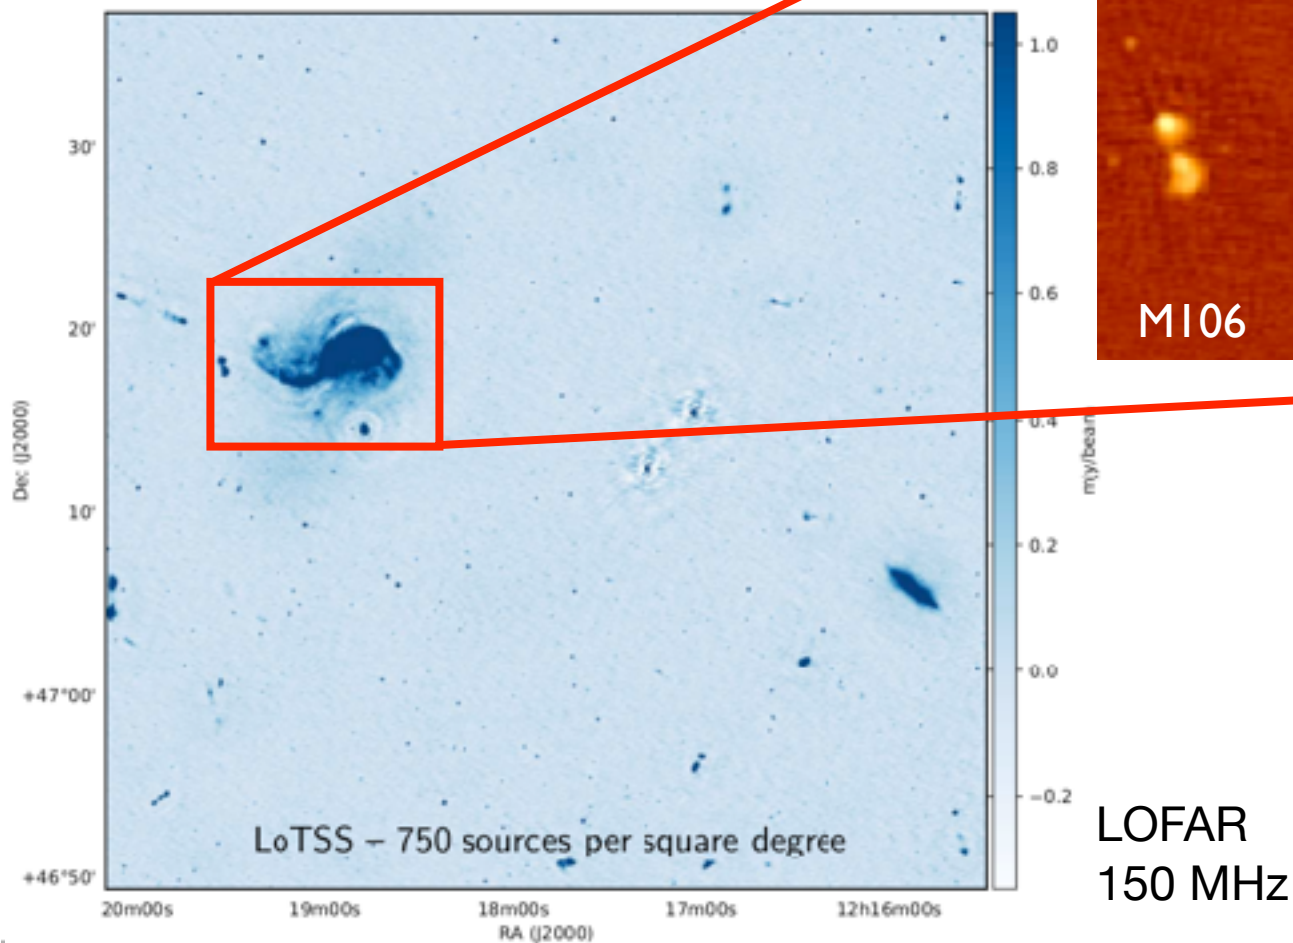 1.0
30'
0.8
0.6
M106
20'
0.4
mJy/beam
Dec (J2000)
10'
0.2
0.0
+47°00'
-0.2
LoTSS – 750 sources per square degree
LOFAR
150 MHz
+46°50'
20m00s 19m00s 18m00s 17m00s 12h16m00s
RA (J2000)